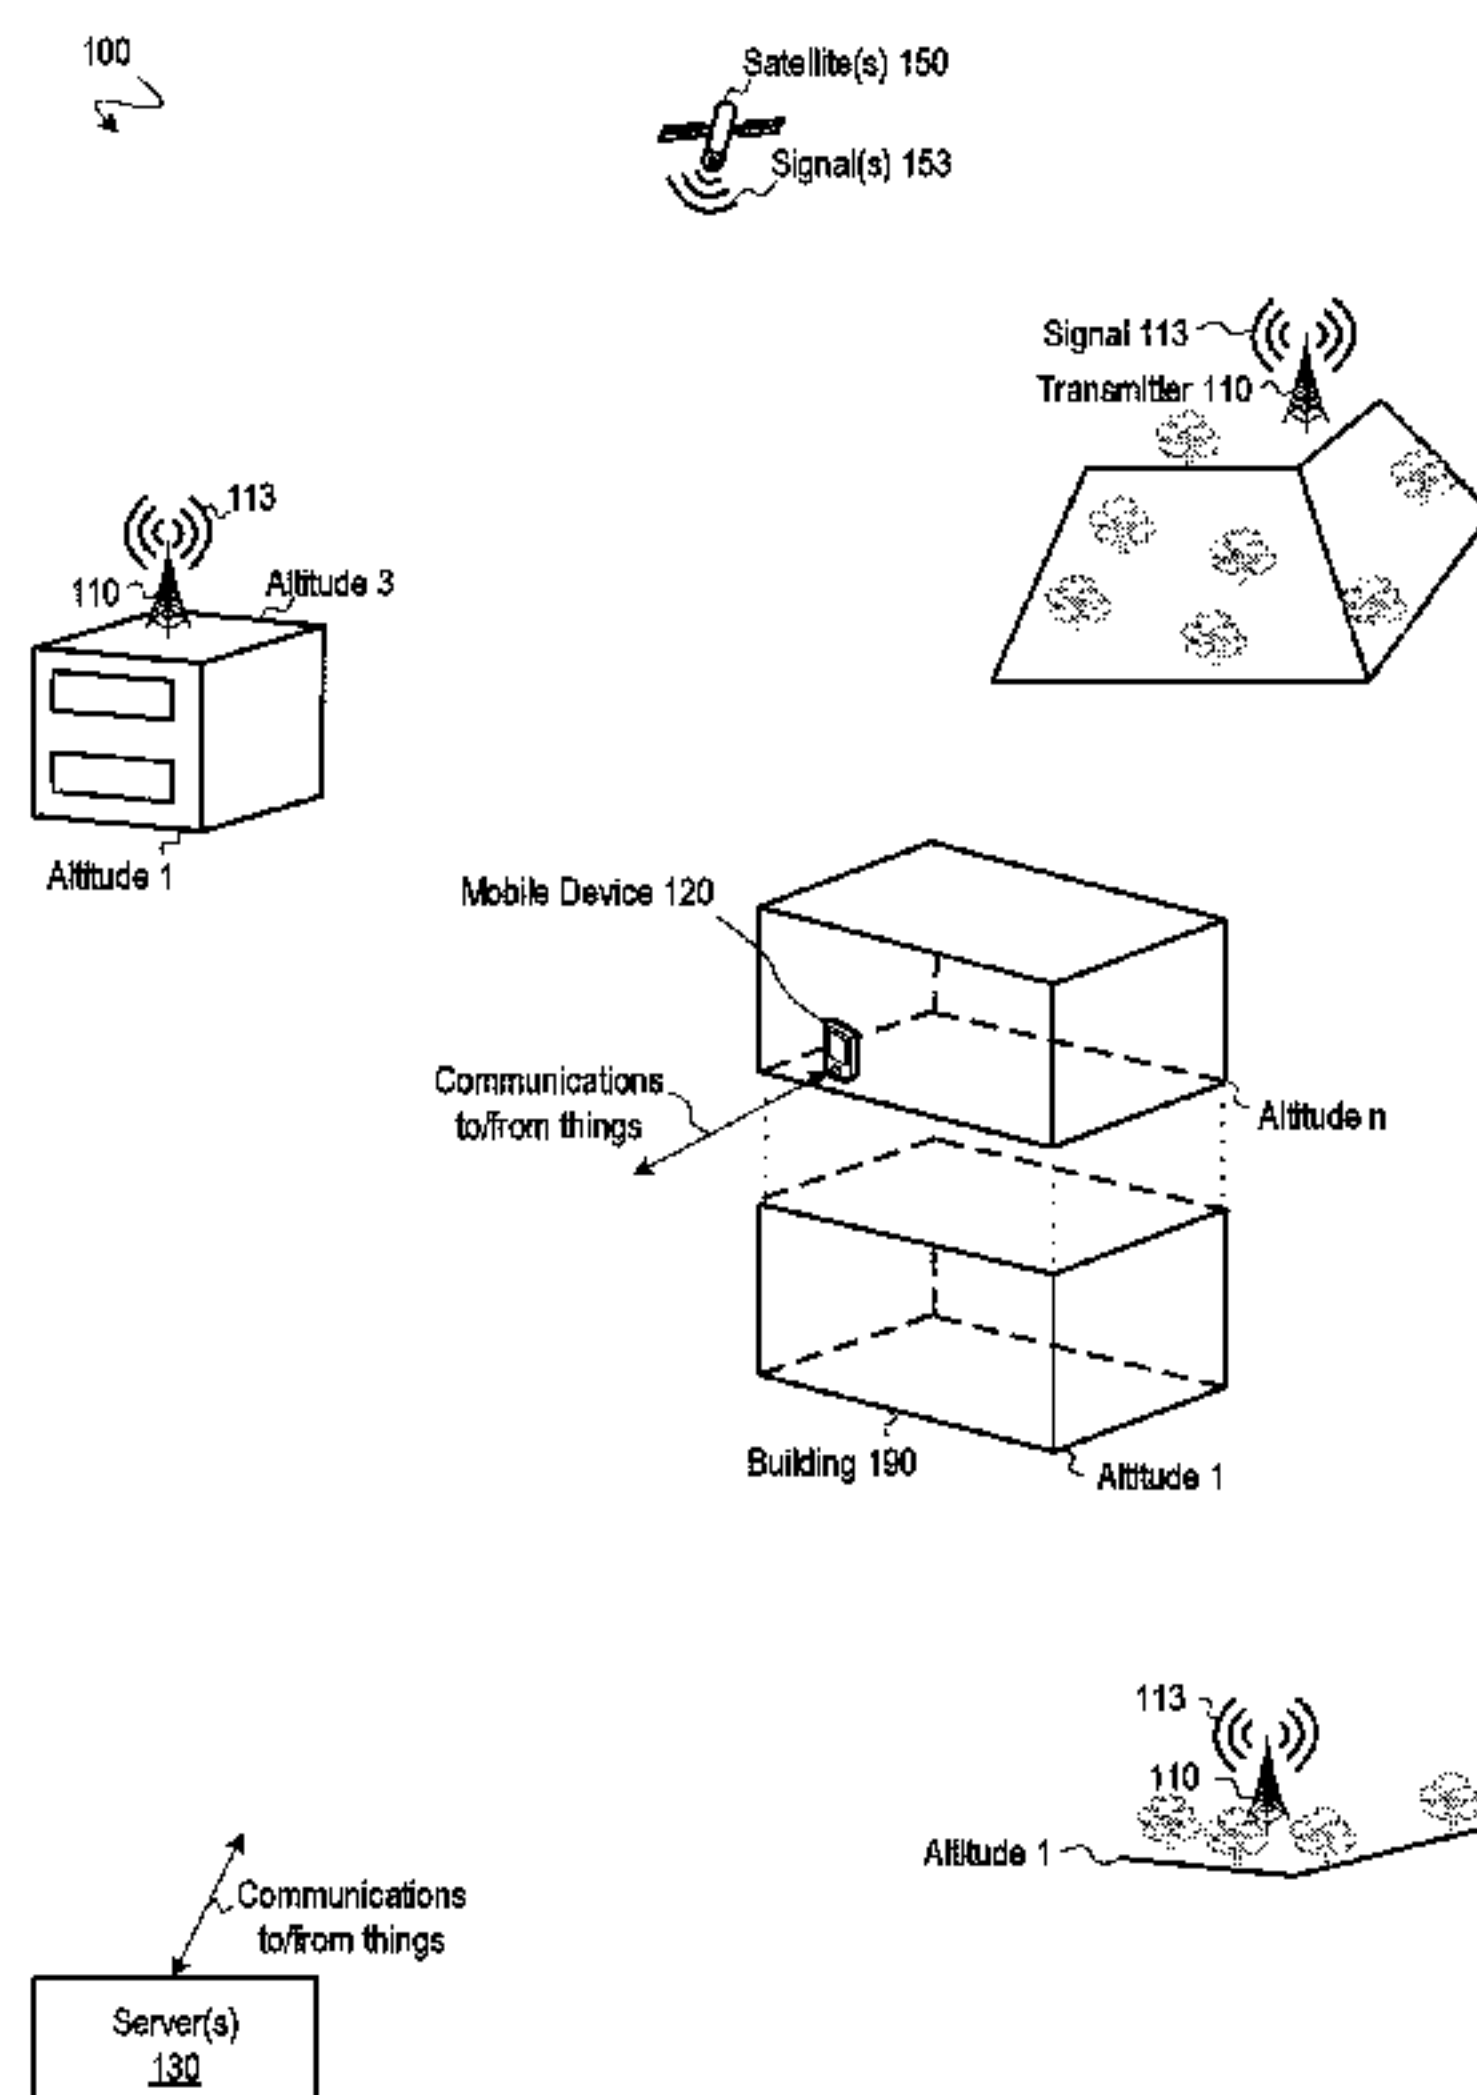 100
Satellite(s) 150
Signal(s) 153
Signal 113
Transmitter 110
113
110
Altitude 3
Altitude 1
Mobile Device 120
Communications
to/from things
Altitude n
Building 190
Altitude 1
113
110
Altitude 1
Communications
to/from things
Server(s)
130